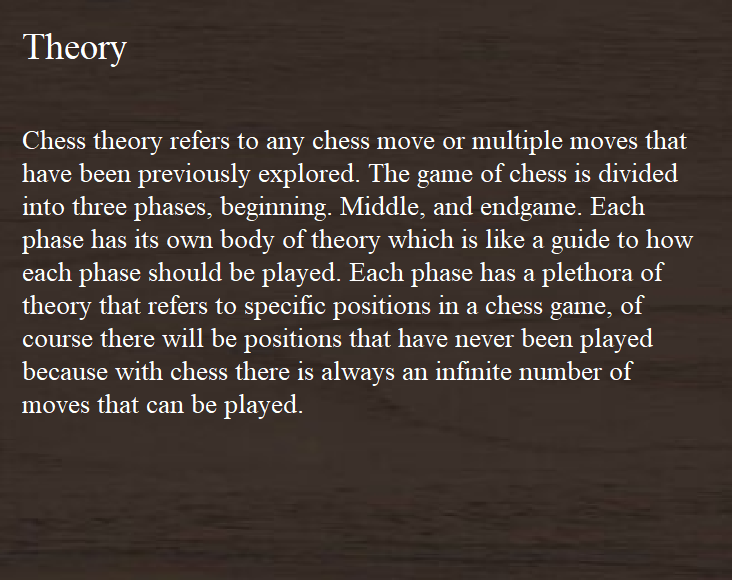 Theory
Chess theory refers to any chess move or multiple moves that
have been previously explored. The game of chess is divided
into three phases, beginning. Middle, and endgame. Each
phase has its own body of theory which is like a guide to how
each phase should be played. Each phase has a plethora of
theory that refers to specific positions in a chess game, of
course there will be positions that have never been played
because with chess there is always an infinite number of
moves that can be played.